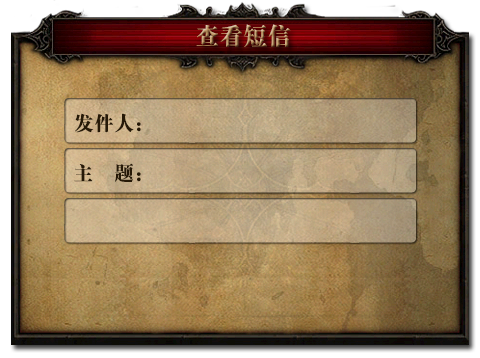 查看短信
发件人：
主　题：